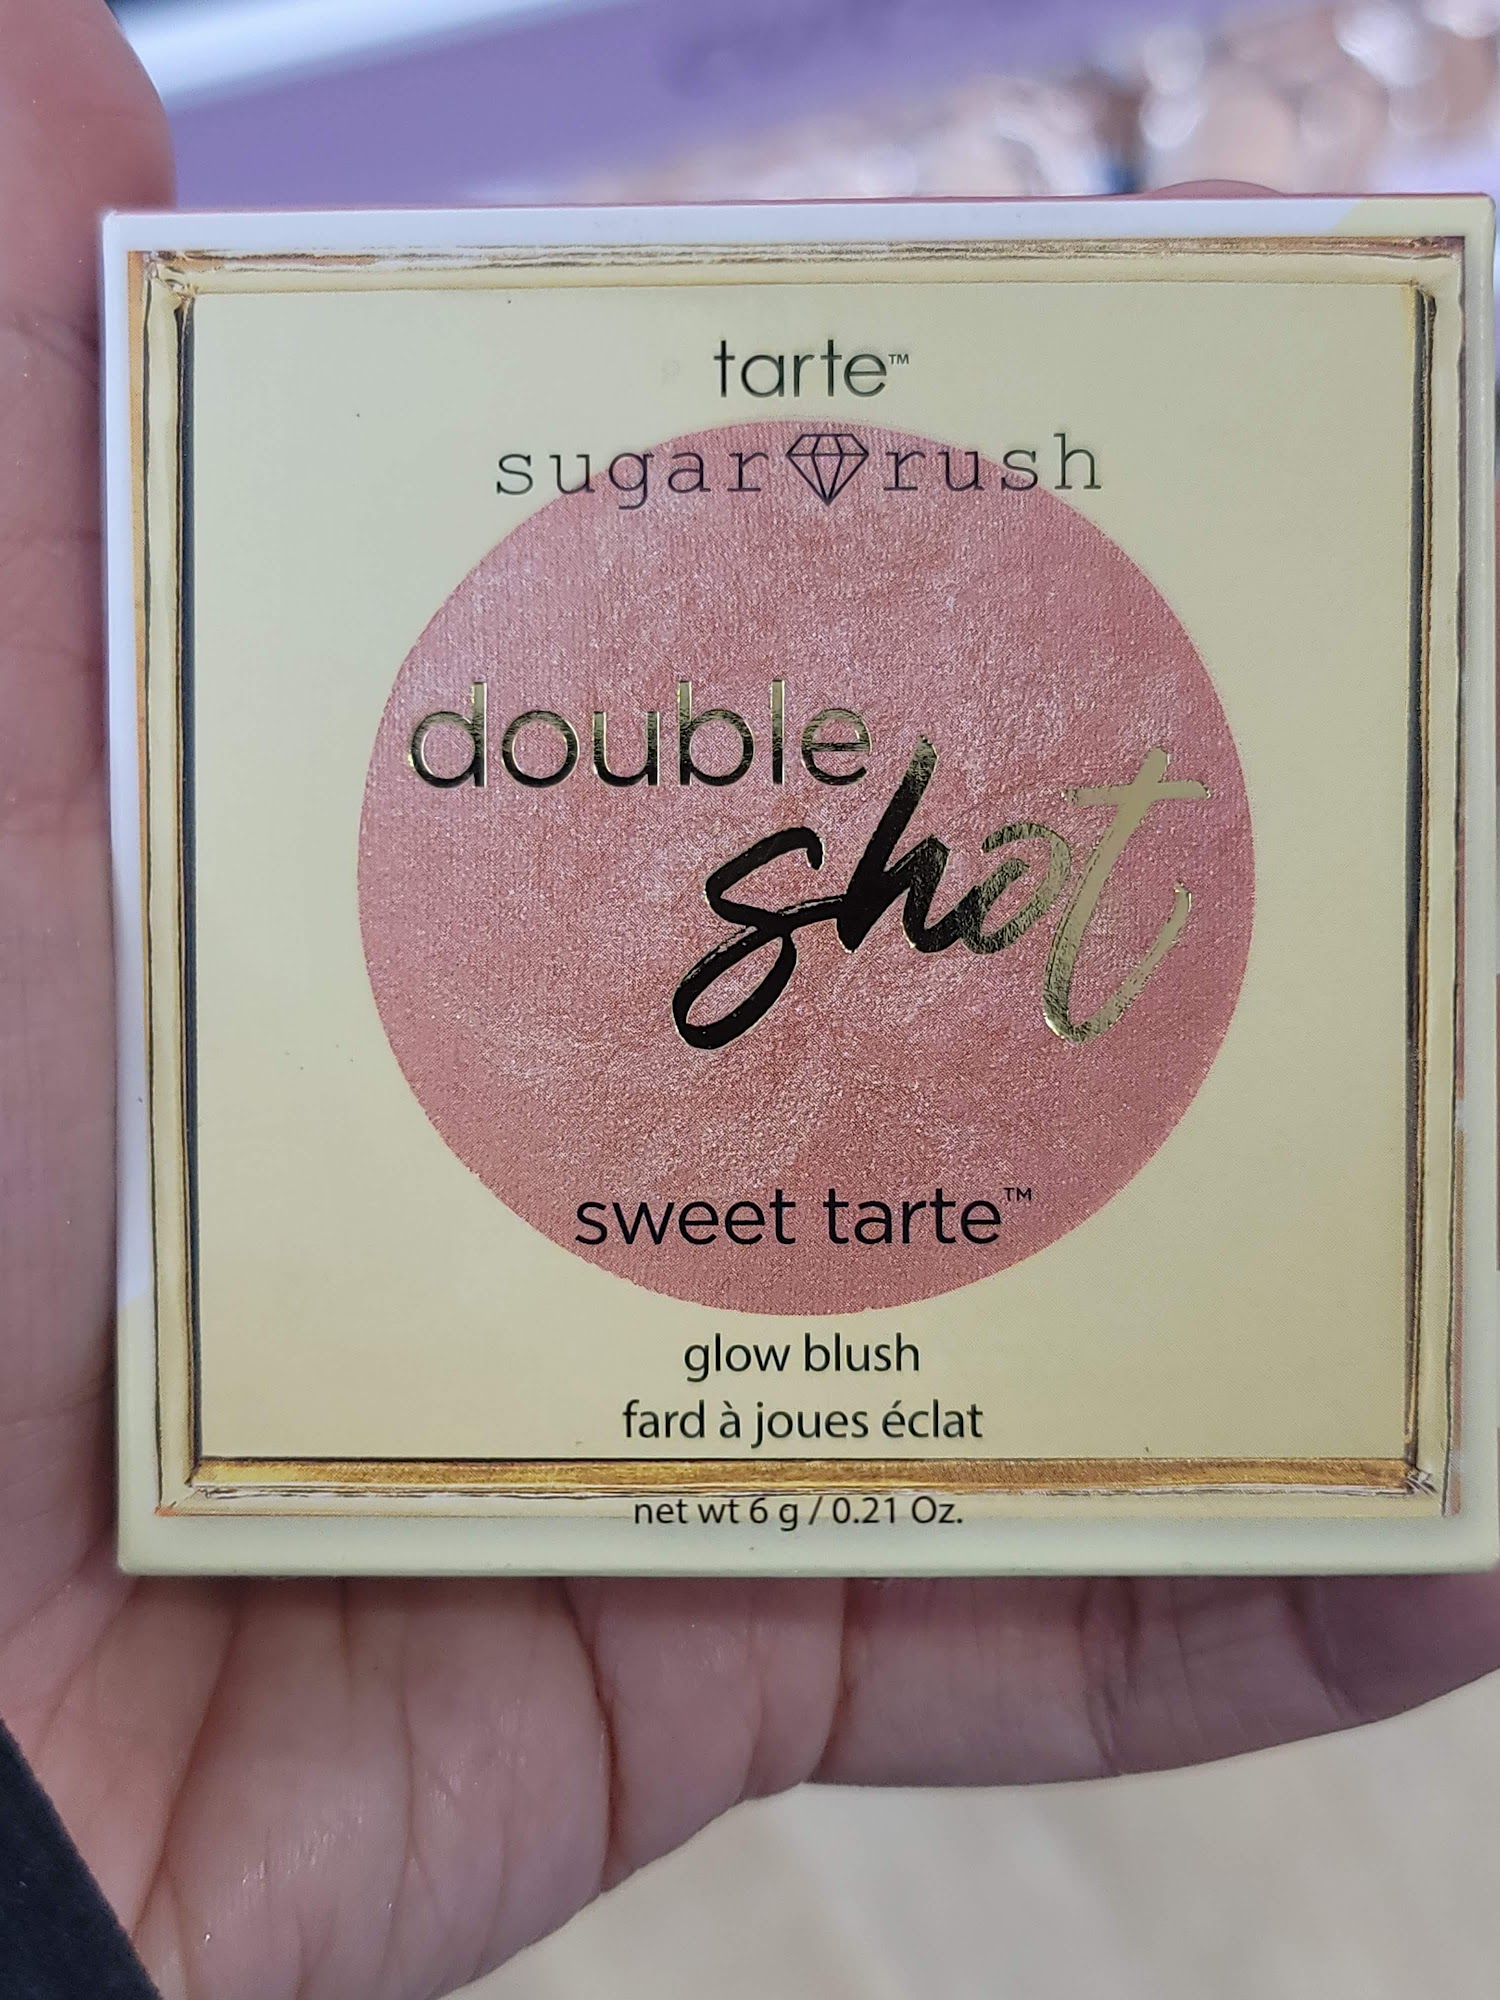 tarte™
sugar rush
double
shot
sweet tarte™
glow blush
fard à joues éclat
net wt 6 g / 0.21 Oz.